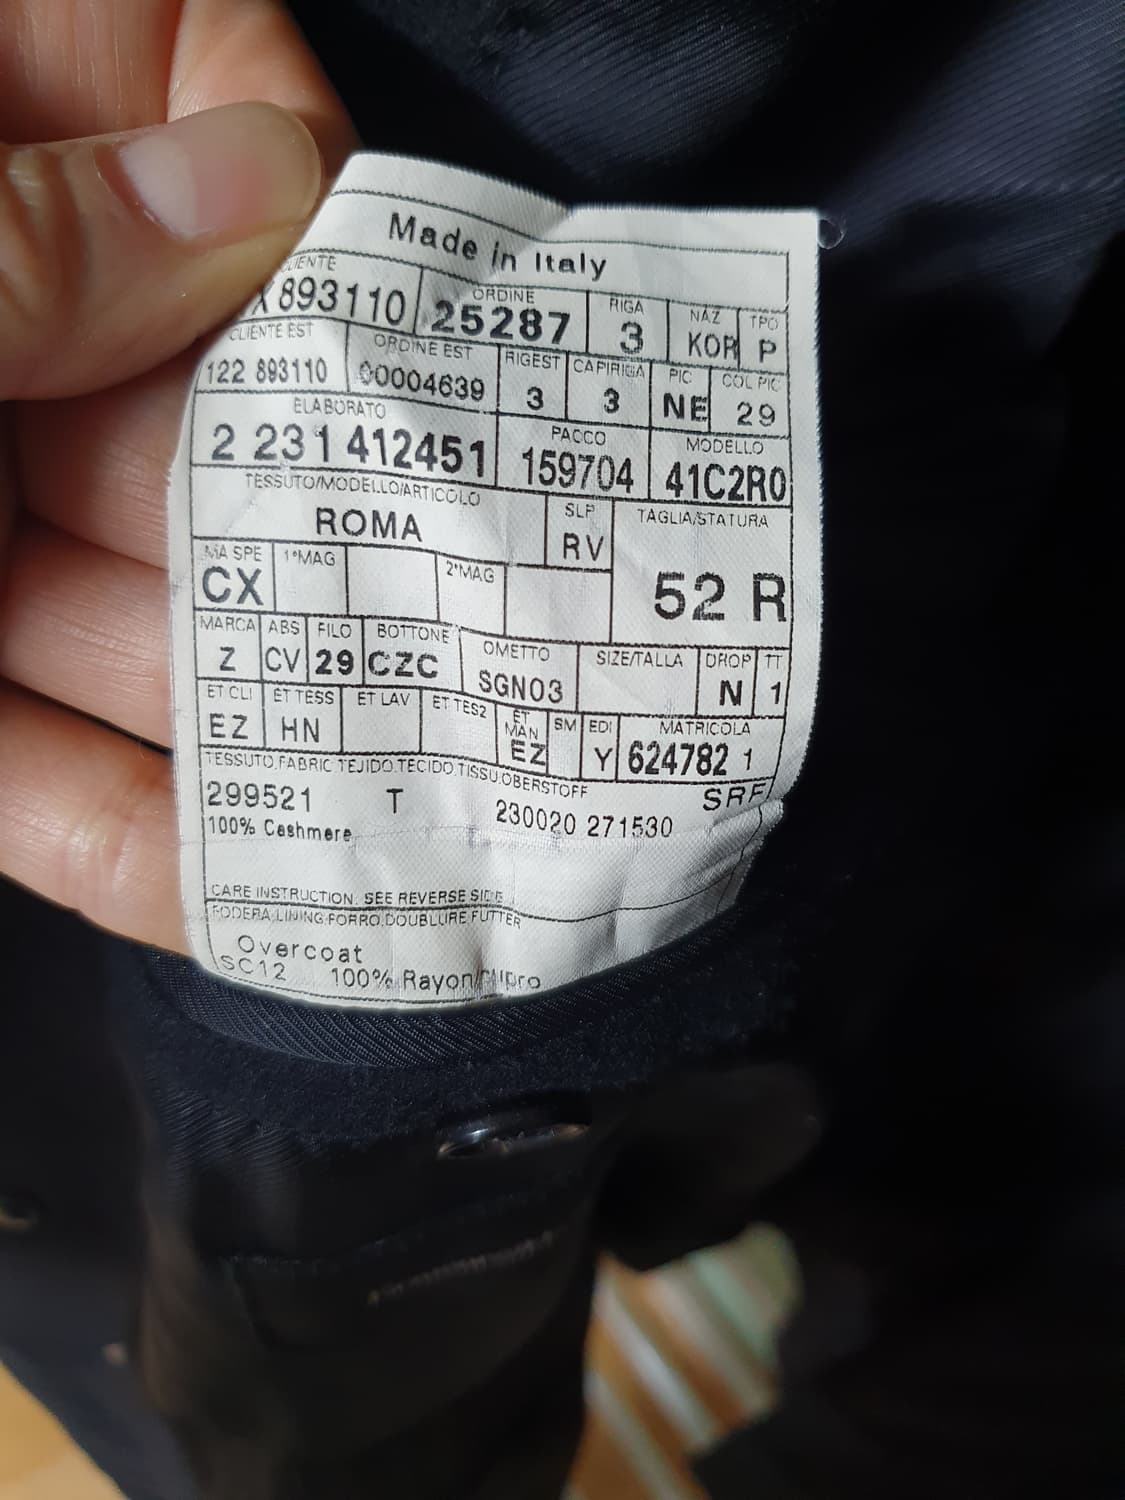 Made in Italy
CLIENTE ORDINE RIGA NAZ TPO
893110 25287 3 KOR P
CLIENTE EST ORDINE EST RIGEST CAPIRIGA PIC COL PIC
122 893110 00004639 3 3 NE 29
ELABORATO PACCO MODELLO
2 231 412451 159704 41C2R0
TESSUTO/MODELLO/ARTICOLO SLP TAGLIA/STATURA
ROMA RV 52 R
MA SPE 1°MAG 2°MAG
CX
MARCA ABS FILO BOTTONE OMETTO SIZE/TALLA DROP TT
Z CV 29 CZC SGN03 N 1
ET CLI ET TESS ET LAV ET TES2 ET MAN SM EDI MATRICOLA
EZ HN EZ Y 624782 1
TESSUTO.FABRIC.TEJIDO.TECIDO.TISSU.OBERSTOFF
299521 T 230020 271530 SRF
100% Cashmere
CARE INSTRUCTION: SEE REVERSE SIDE
FODERA.LINING.FORRO.DOUBLURE.FUTTER
Overcoat
SC12 100% Rayon